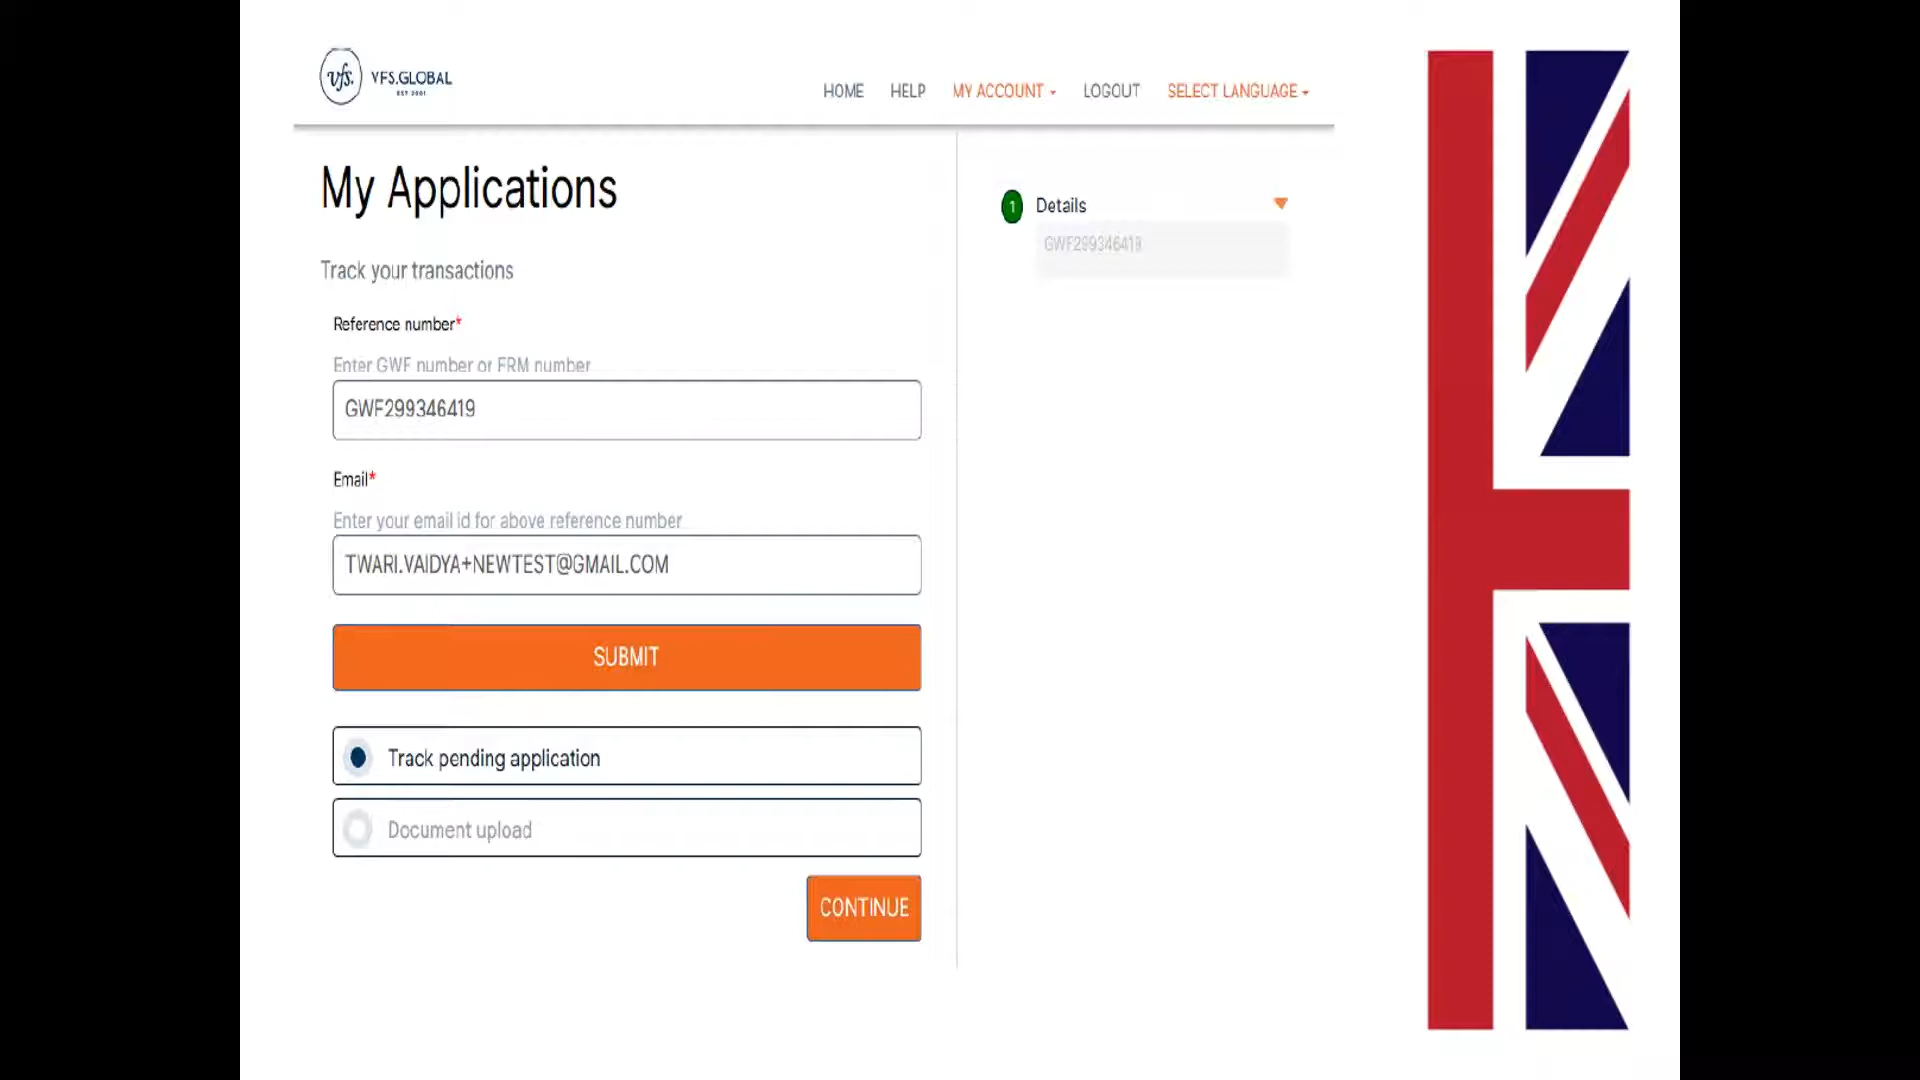 vfs.
VFS.GLOBAL
EST 2001
HOME HELP MY ACCOUNT LOGOUT SELECT LANGUAGE
My Applications
Track your transactions
Reference number*
Enter GWF number or FRM number
GWF299346419
Email*
Enter your email id for above reference number
TWARI.VAIDYA+NEWTEST@GMAIL.COM
SUBMIT
Track pending application
Document upload
CONTINUE
1 Details
GWF299346419